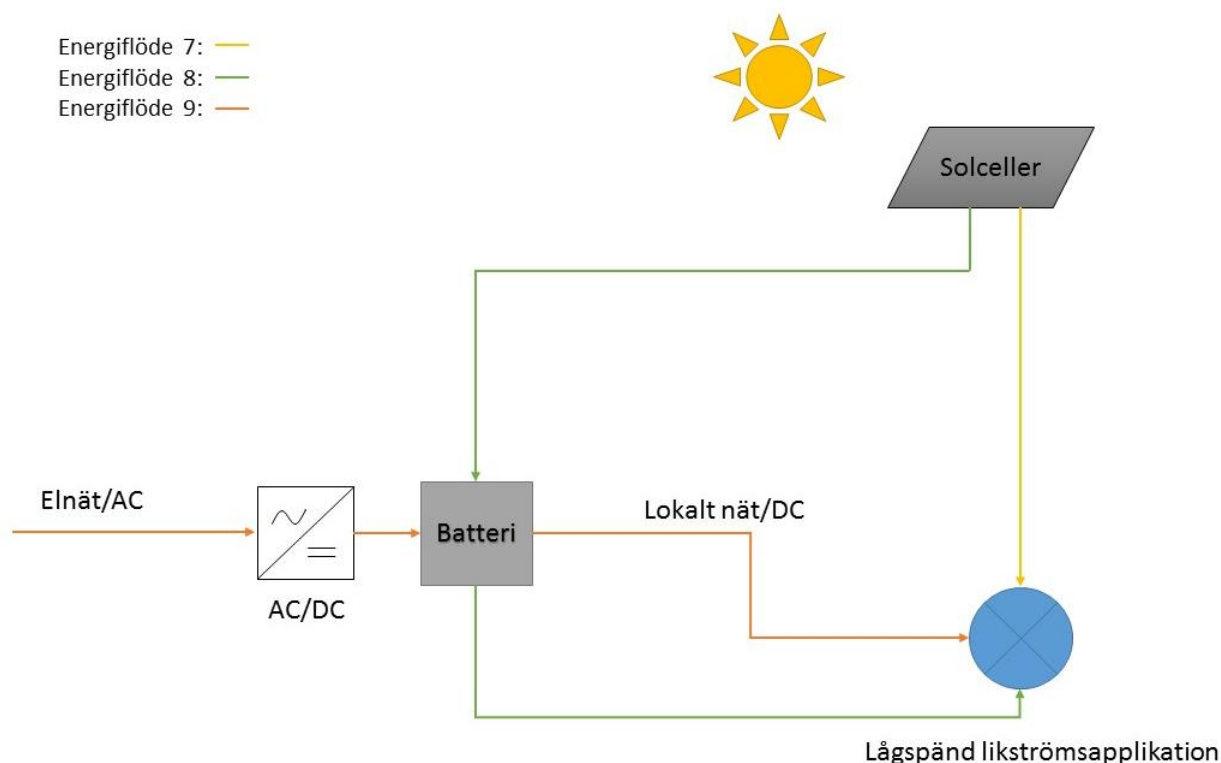 Energiflöde 7:
Energiflöde 8:
Energiflöde 9:
Solceller
Elnät/AC
Batteri
Lokalt nät/DC
AC/DC
Lågspänd likströmsapplikation